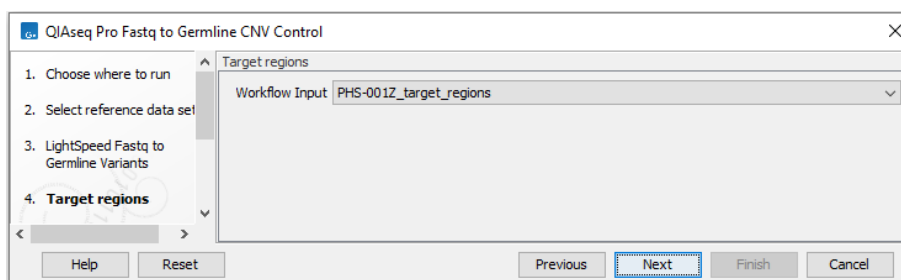 QIAseq Pro Fastq to Germline CNV Control
1. Choose where to run
2. Select reference data set
3. LightSpeed Fastq to
Germline Variants
4. Target regions
Target regions
Workflow Input PHS-001Z_target_regions
Help Reset Previous Next Finish Cancel